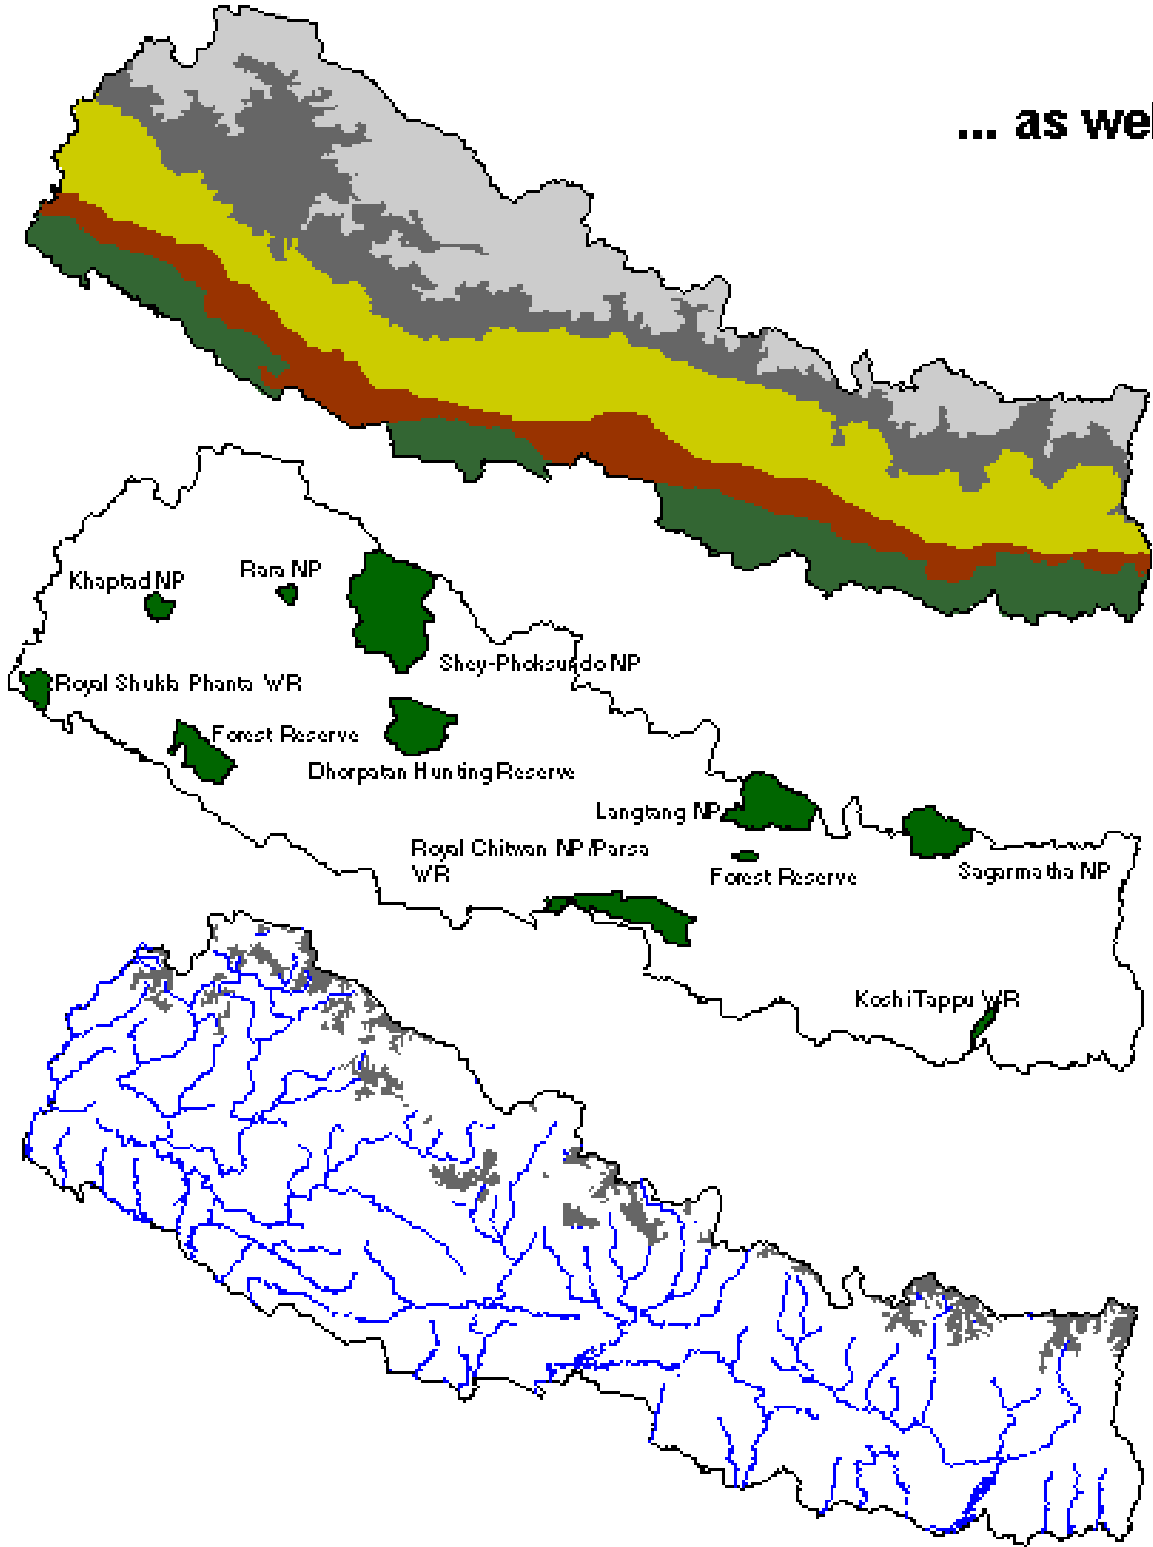 ... as we
Rara NP
Khaptad NP
Shey-Phoksundo NP
Royal Shukla Phanta WR
Forest Reserve
Dhorpatan Hunting Reserve
Langtang NP
Royal Chitwan NP/Parsa
WR
Forest Reserve
Sagarmatha NP
Koshi Tappu WR